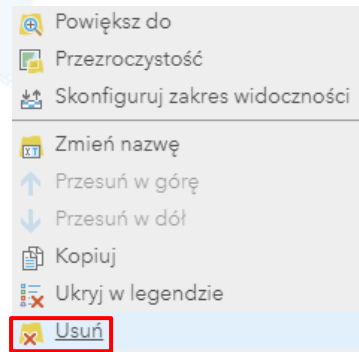 Powiększ do
Przezroczystość
Skonfiguruj zakres widoczności
Zmień nazwę
Przesuń w górę
Przesuń w dół
Kopiuj
Ukryj w legendzie
Usuń